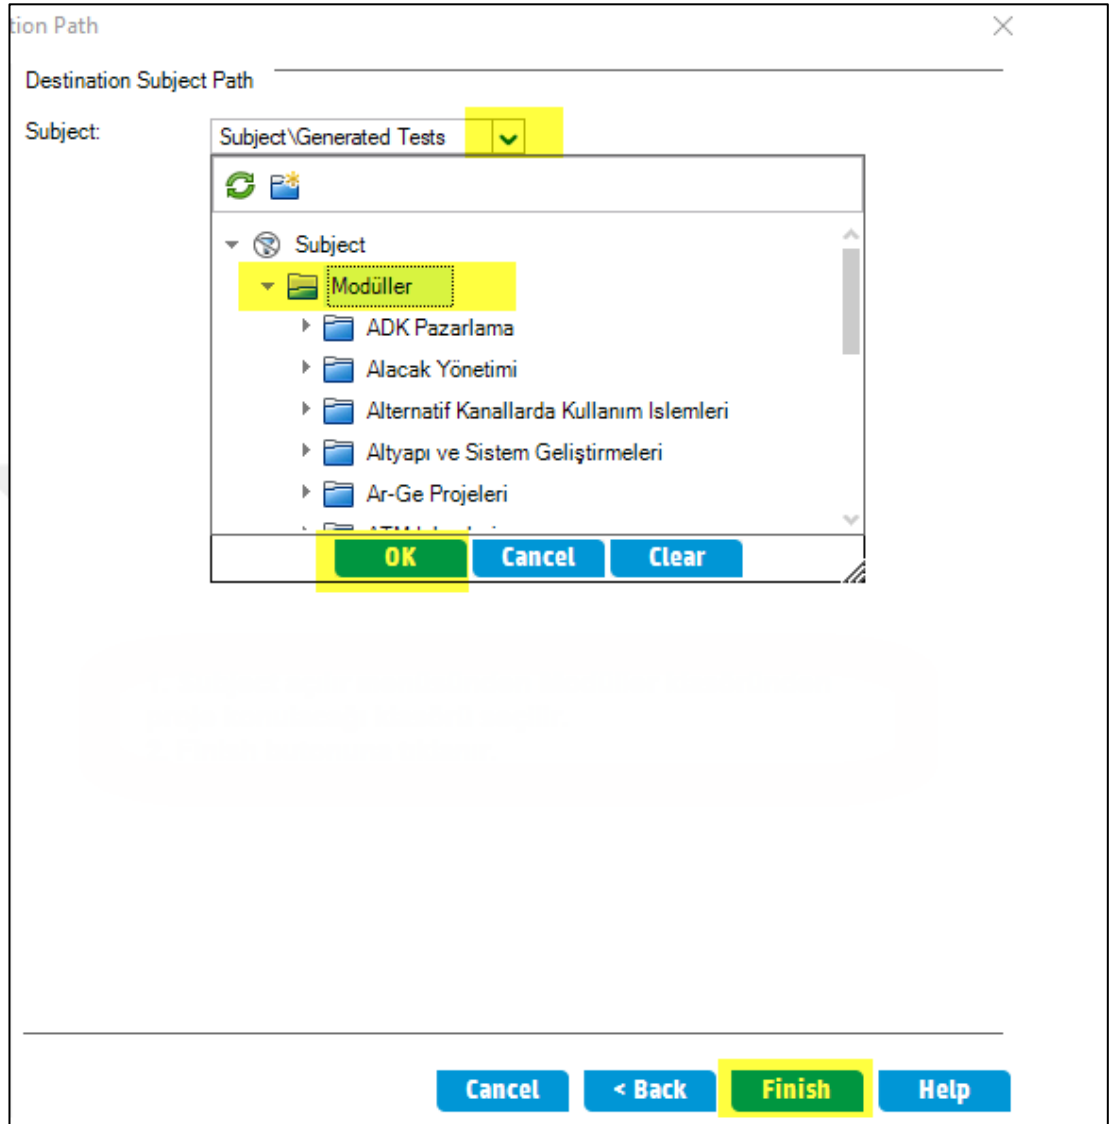 tion Path
Destination Subject Path
Subject:
Subject\Generated Tests
Subject
Modüller
ADK Pazarlama
Alacak Yönetimi
Alternatif Kanallarda Kullanım Islemleri
Altyapı ve Sistem Geliştirmeleri
Ar-Ge Projeleri
OK Cancel Clear
Cancel < Back Finish Help